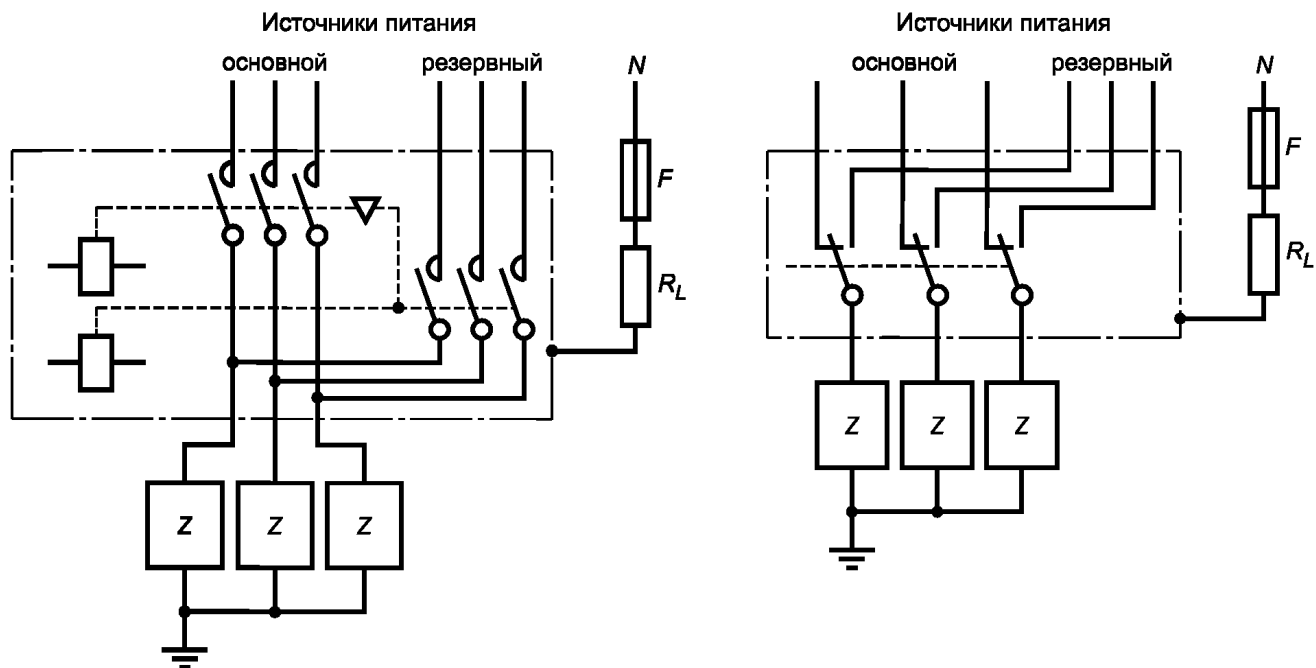 Источники питания
основной резервный N
F
R_L
Z Z Z
Источники питания
основной резервный N
F
R_L
Z Z Z